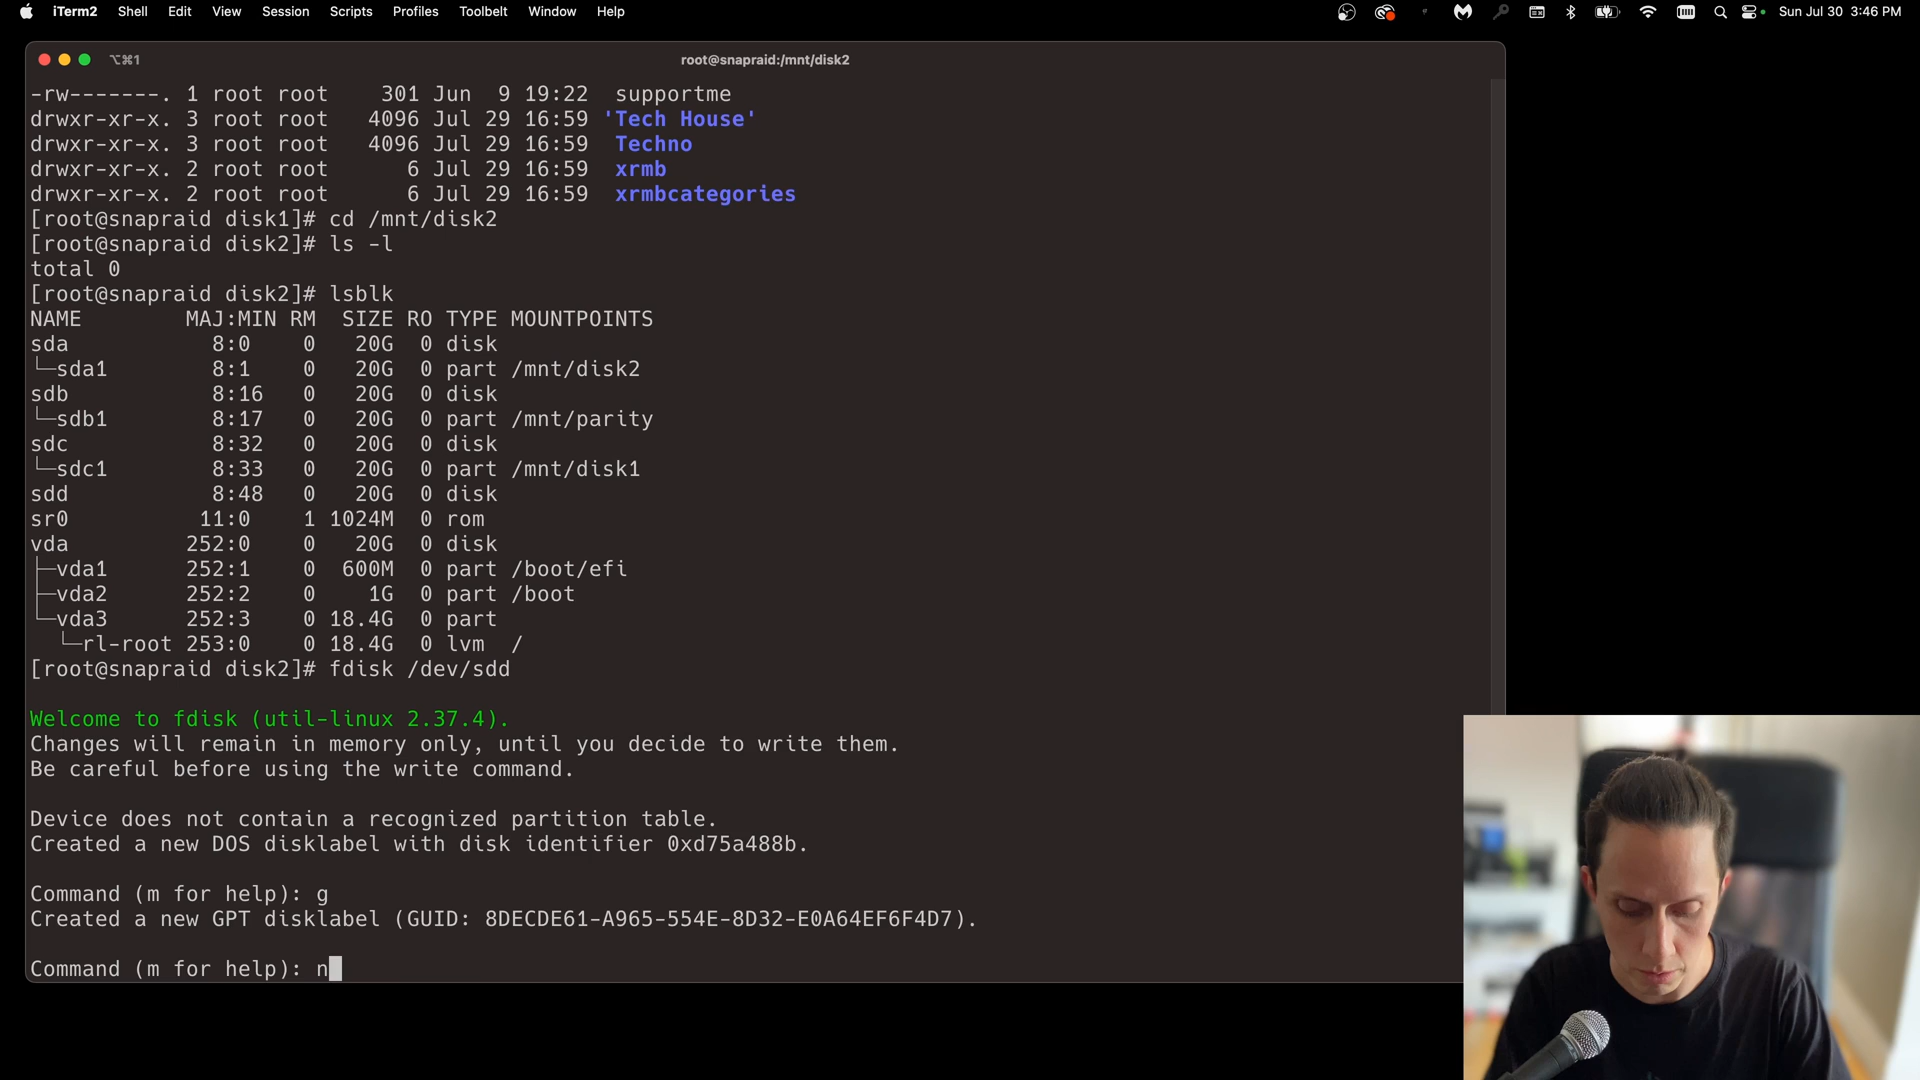 iTerm2 Shell Edit View Session Scripts Profiles Toolbelt Window Help Sun Jul 30 3:46 PM
⌥⌘1 root@snapraid:/mnt/disk2
-rw-------. 1 root root 301 Jun 9 19:22 supportme
drwxr-xr-x. 3 root root 4096 Jul 29 16:59 'Tech House'
drwxr-xr-x. 3 root root 4096 Jul 29 16:59 Techno
drwxr-xr-x. 2 root root 6 Jul 29 16:59 xrmb
drwxr-xr-x. 2 root root 6 Jul 29 16:59 xrmbcategories
[root@snapraid disk1]# cd /mnt/disk2
[root@snapraid disk2]# ls -l
total 0
[root@snapraid disk2]# lsblk
NAME MAJ:MIN RM SIZE RO TYPE MOUNTPOINTS
sda 8:0 0 20G 0 disk
└─sda1 8:1 0 20G 0 part /mnt/disk2
sdb 8:16 0 20G 0 disk
└─sdb1 8:17 0 20G 0 part /mnt/parity
sdc 8:32 0 20G 0 disk
└─sdc1 8:33 0 20G 0 part /mnt/disk1
sdd 8:48 0 20G 0 disk
sr0 11:0 1 1024M 0 rom
vda 252:0 0 20G 0 disk
├─vda1 252:1 0 600M 0 part /boot/efi
├─vda2 252:2 0 1G 0 part /boot
└─vda3 252:3 0 18.4G 0 part
└─rl-root 253:0 0 18.4G 0 lvm /
[root@snapraid disk2]# fdisk /dev/sdd
Welcome to fdisk (util-linux 2.37.4).
Changes will remain in memory only, until you decide to write them.
Be careful before using the write command.
Device does not contain a recognized partition table.
Created a new DOS disklabel with disk identifier 0xd75a488b.
Command (m for help): g
Created a new GPT disklabel (GUID: 8DECDE61-A965-554E-8D32-E0A64EF6F4D7).
Command (m for help): n